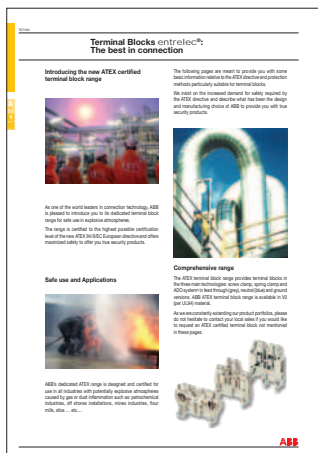 Terminal Blocks entrelec®:
The best in connection
Introducing the new ATEX certified
terminal block range
As one of the world leaders in connection technology, ABB
is pleased to introduce you to its dedicated terminal block
range for safe use in explosive atmospheres.
The range is certified to the highest possible certification
level of the new ATEX 94/9/EC European directive and offers
maximized safety to offer you true security products.
Safe use and Applications
ABB's dedicated ATEX range is designed and certified for
use in all industries with potentially explosive atmospheres
caused by gas or dust inflammation such as: petrochemical
industries, off shores installations, mines industries, flour
mills, silos ... etc...
The following pages are meant to provide you with some
basic information relative to the ATEX directive and protection
methods particularly suitable for terminal blocks.
We insist on the increased demand for safety required by
the ATEX directive and describe what has been the design
and manufacturing choice of ABB to provide you with true
security products.
Comprehensive range
The ATEX terminal block range provides terminal blocks in
the three main technologies: screw clamp, spring clamp and
ADO system® in feed through (grey), neutral (blue) and ground
versions. ABB ATEX terminal block range is available in V0
(per UL94) material.
As we are constantly extending our product portfolios, please
do not hesitate to contact your local sales if you would like
to request an ATEX certified terminal block not mentioned
in these pages.
ABB